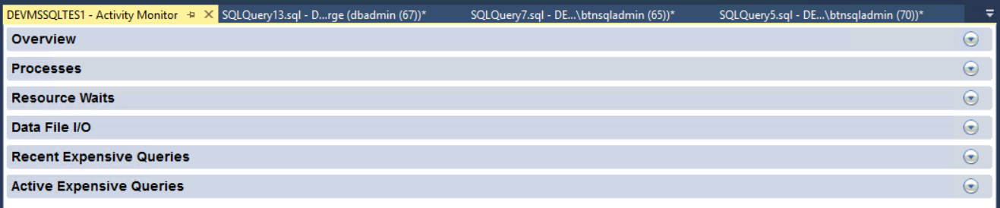 DEVMSSQLTES1 - Activity Monitor SQLQuery13.sql - D...rge (dbadmin (67))* SQLQuery7.sql - DE...\btnsqladmin (65))* SQLQuery5.sql - DE...\btnsqladmin (70))*
Overview
Processes
Resource Waits
Data File I/O
Recent Expensive Queries
Active Expensive Queries